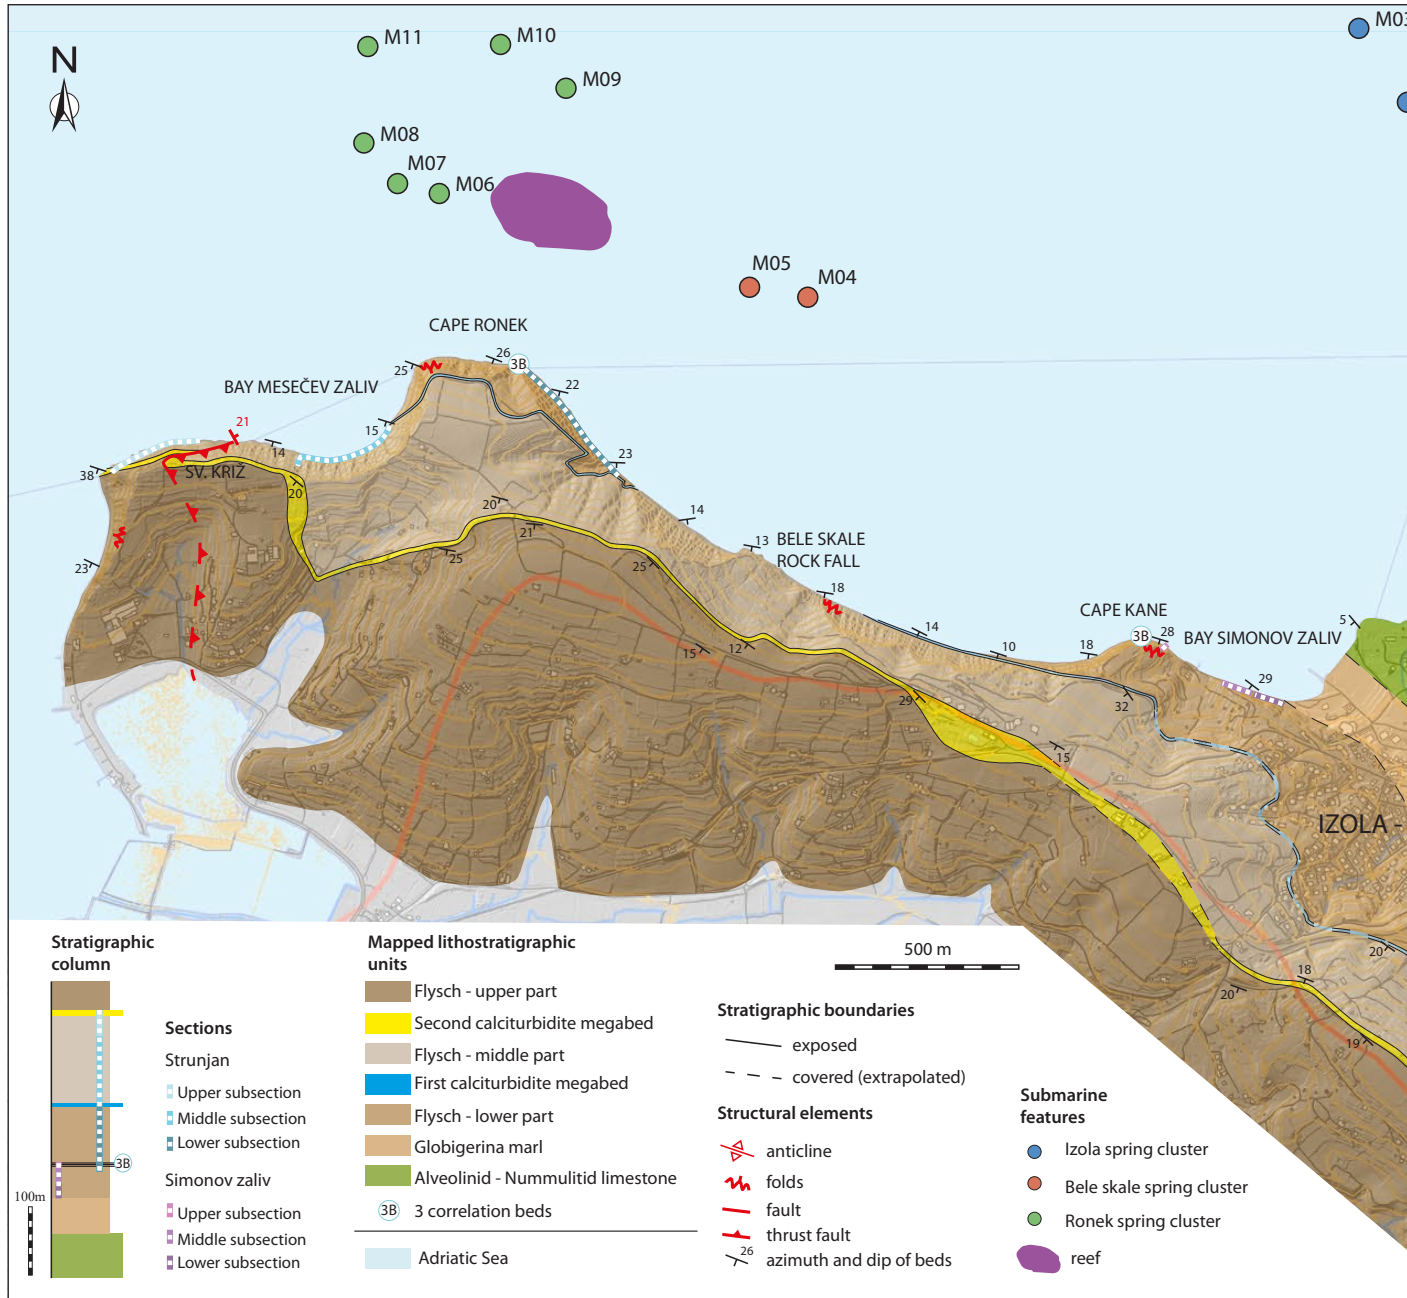 M11
M10
M03
M09
N
M08
M07
M06
M05
M04
CAPE RONEK
26
3B
25
22
BAY MESEČEV ZALIV
21
15
14
38
SV. KRIŽ
23
20
20
14
21
13
BELE SKALE
ROCK FALL
25
25
23
18
CAPE KANE
5
14
3B
28
BAY SIMONOV ZALIV
15
12
10
18
29
29
32
15
IZOLA -
20
18
20
19
Stratigraphic
column
3B
100m
Sections
Strunjan
Upper subsection
Middle subsection
Lower subsection
Simonov zaliv
Upper subsection
Middle subsection
Lower subsection
Mapped lithostratigraphic
units
Flysch - upper part
Second calciturbidite megabed
Flysch - middle part
First calciturbidite megabed
Flysch - lower part
Globigerina marl
Alveolinid - Nummulitid limestone
3B 3 correlation beds
Adriatic Sea
500 m
Stratigraphic boundaries
exposed
covered (extrapolated)
Structural elements
anticline
folds
fault
thrust fault
26 azimuth and dip of beds
Submarine
features
Izola spring cluster
Bele skale spring cluster
Ronek spring cluster
reef